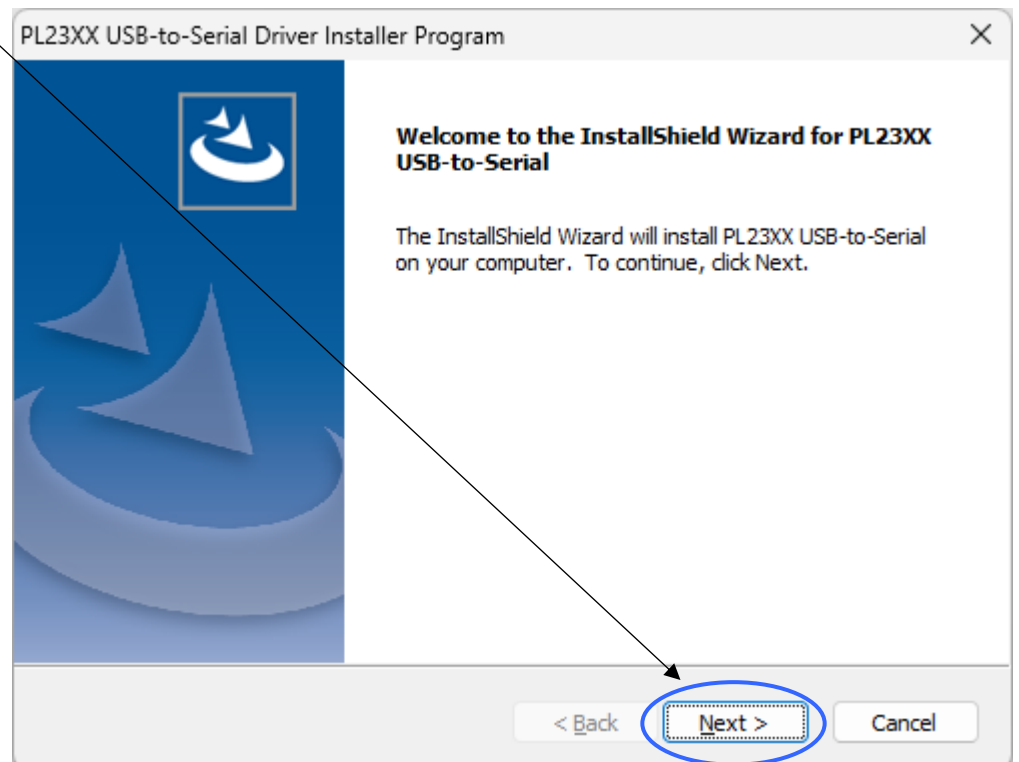 PL23XX USB-to-Serial Driver Installer Program
Welcome to the InstallShield Wizard for PL23XX
USB-to-Serial
The InstallShield Wizard will install PL23XX USB-to-Serial
on your computer.  To continue, click Next.
< Back
Next >
Cancel